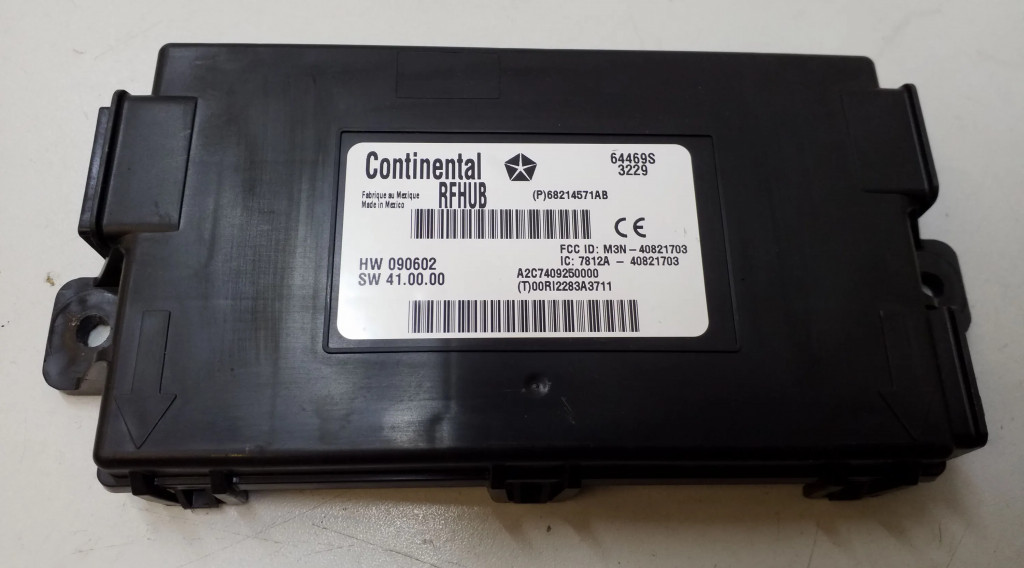 Continental
64469S
3229
Fabrique au Mexique
Made in Mexico
RFHUB
(P)68214571AB
CE
FCC ID: M3N-40821703
IC: 7812A - 40821703
HW 090602
SW 41.00.00
A2C7409250000
(T)00RI2283A3711